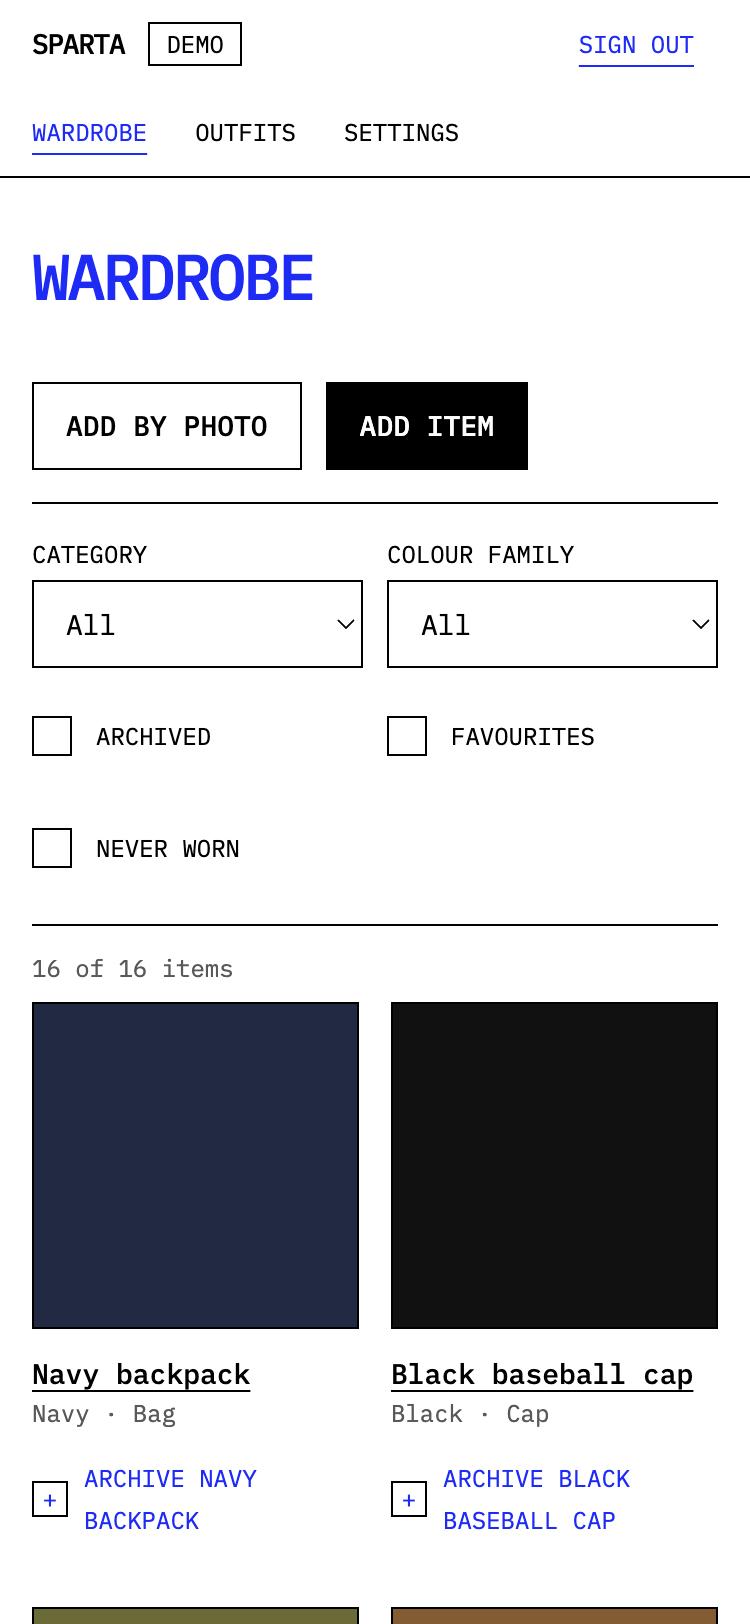 SPARTA DEMO SIGN OUT
WARDROBE OUTFITS SETTINGS
WARDROBE
ADD BY PHOTO ADD ITEM
CATEGORY COLOUR FAMILY
All All
ARCHIVED FAVOURITES
NEVER WORN
16 of 16 items
Navy backpack Black baseball cap
Navy · Bag Black · Cap
+ ARCHIVE NAVY + ARCHIVE BLACK
BACKPACK BASEBALL CAP